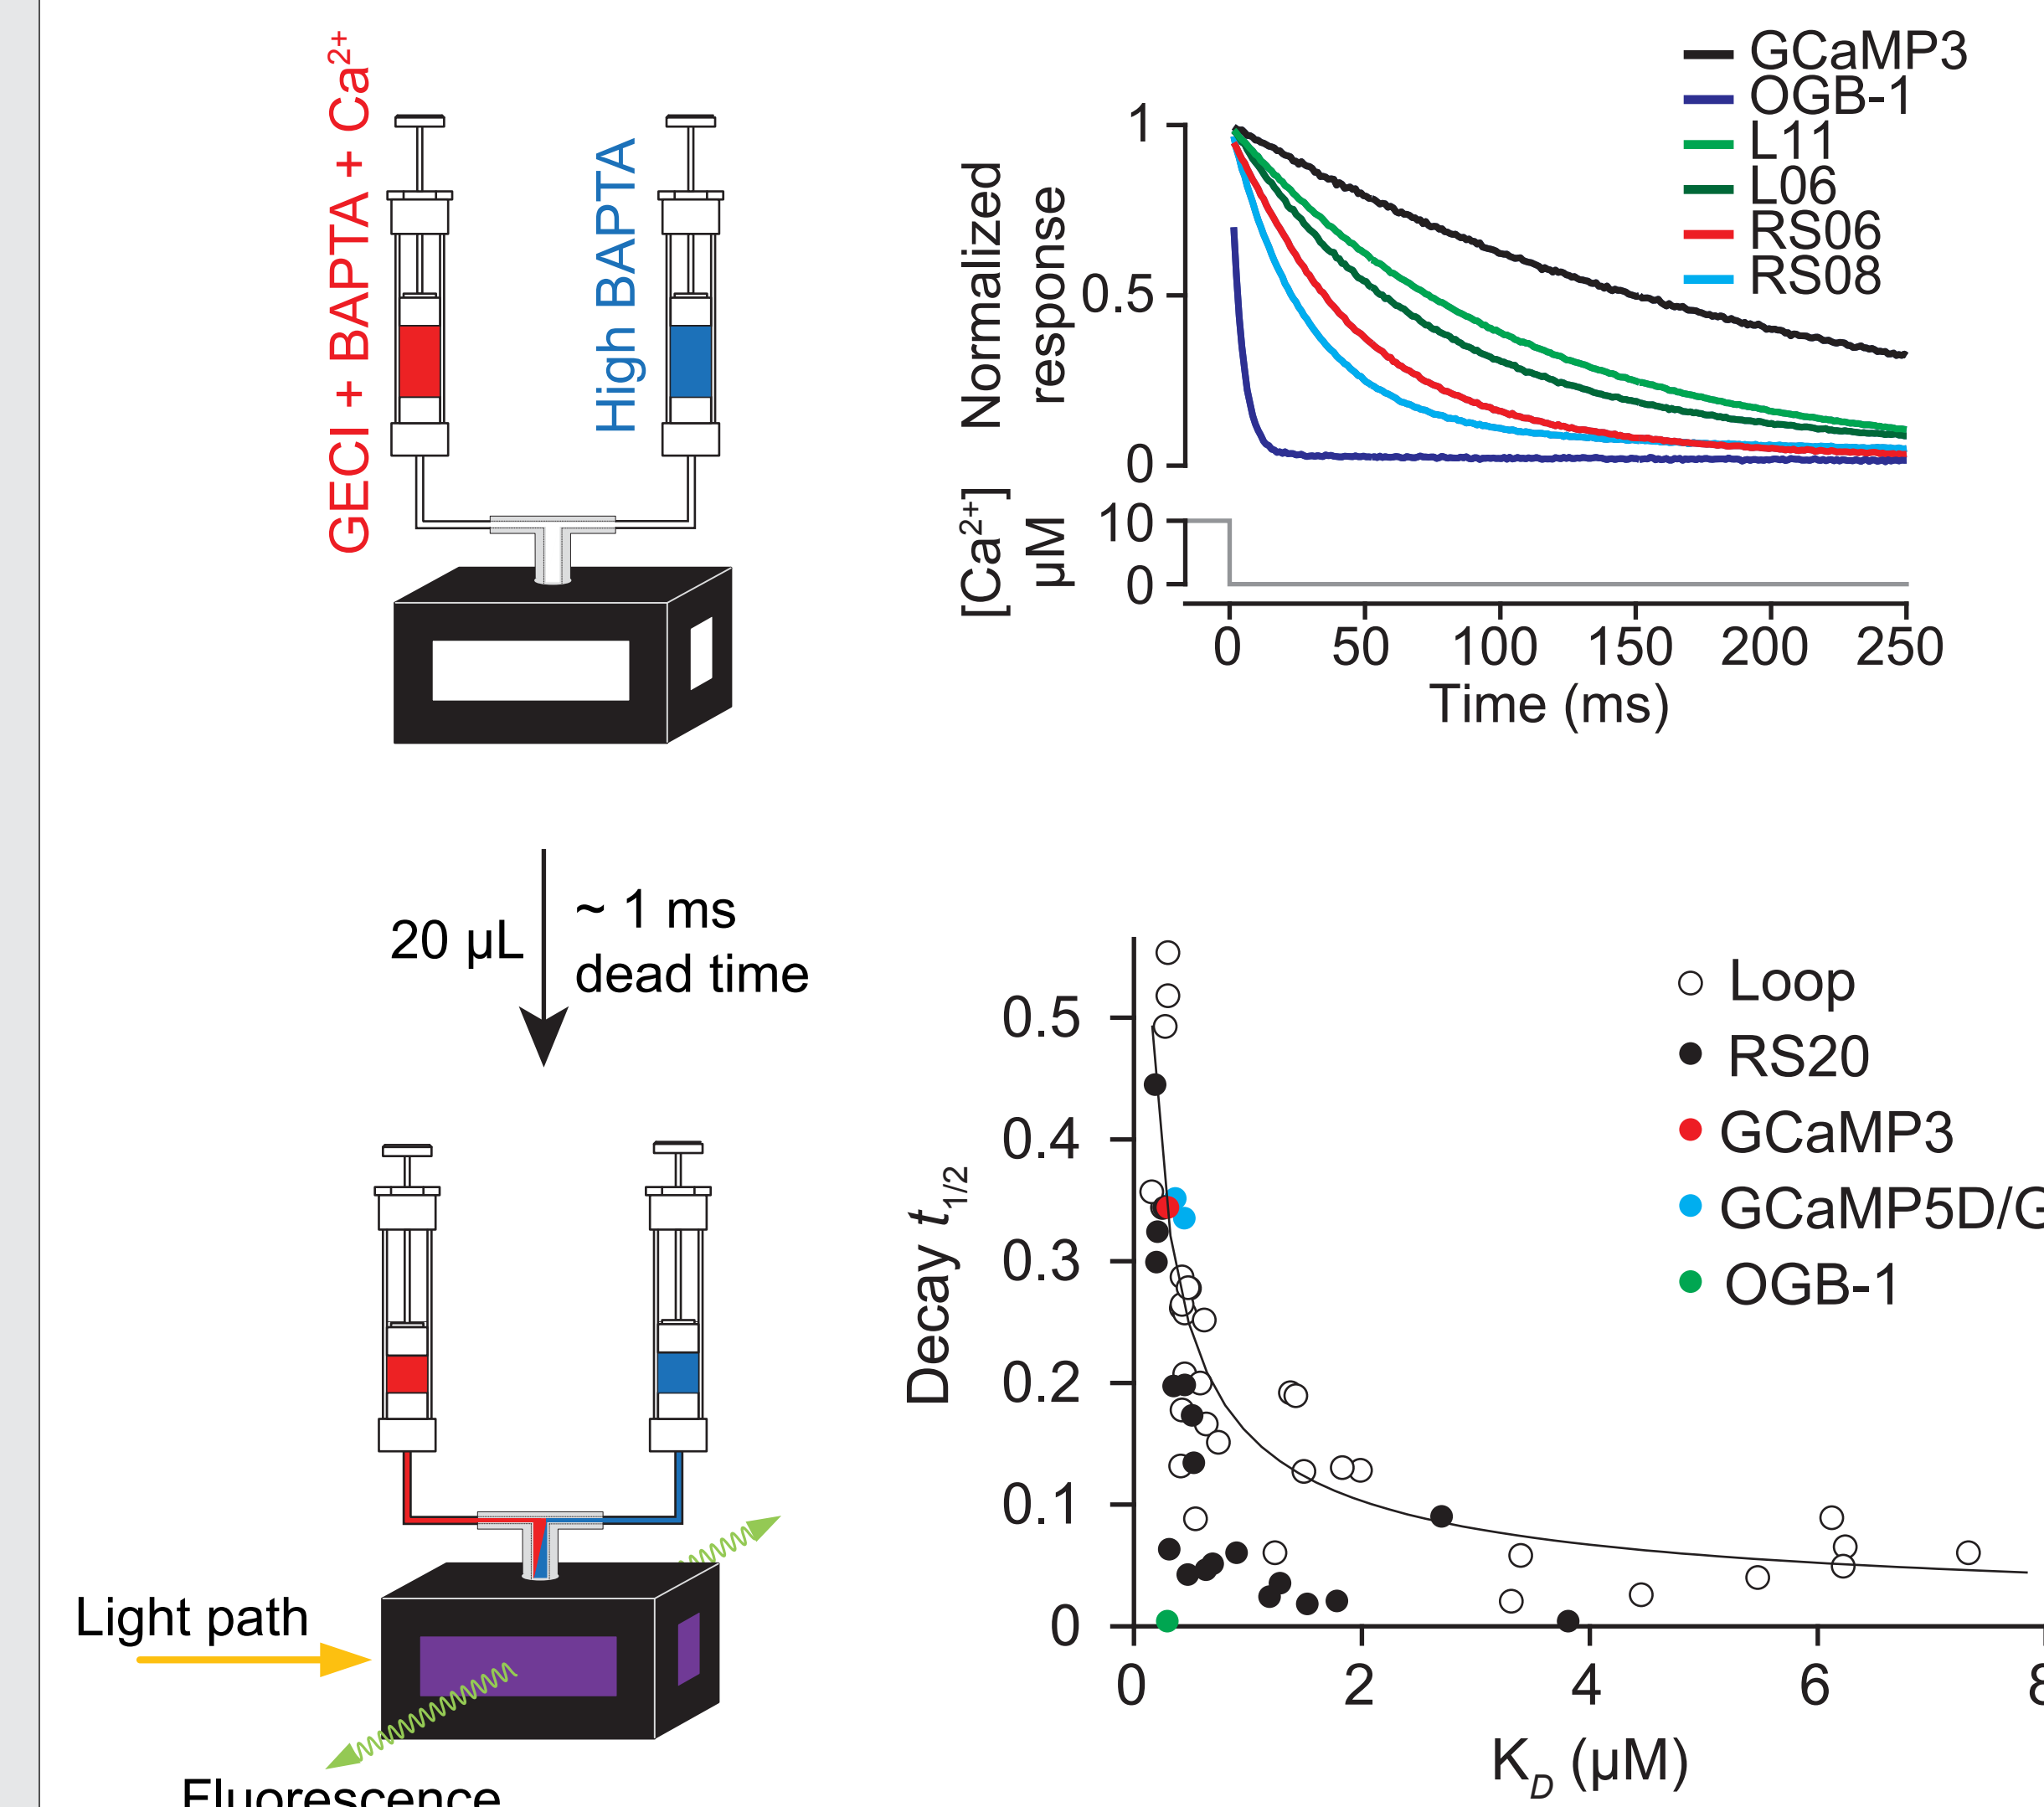 GECI + BAPTA + Ca²⁺
High BAPTA
20 µL
~ 1 ms
dead time
Light path
Fluorescence
GCaMP3
OGB-1
L11
L06
RS06
RS08
Normalized
response
1
0.5
0
[Ca²⁺]
µM
10
0
0 50 100 150 200 250
Time (ms)
Loop
RS20
GCaMP3
GCaMP5D/G
OGB-1
Decay t1/2
0.5
0.4
0.3
0.2
0.1
0
0 2 4 6 8
KD (µM)